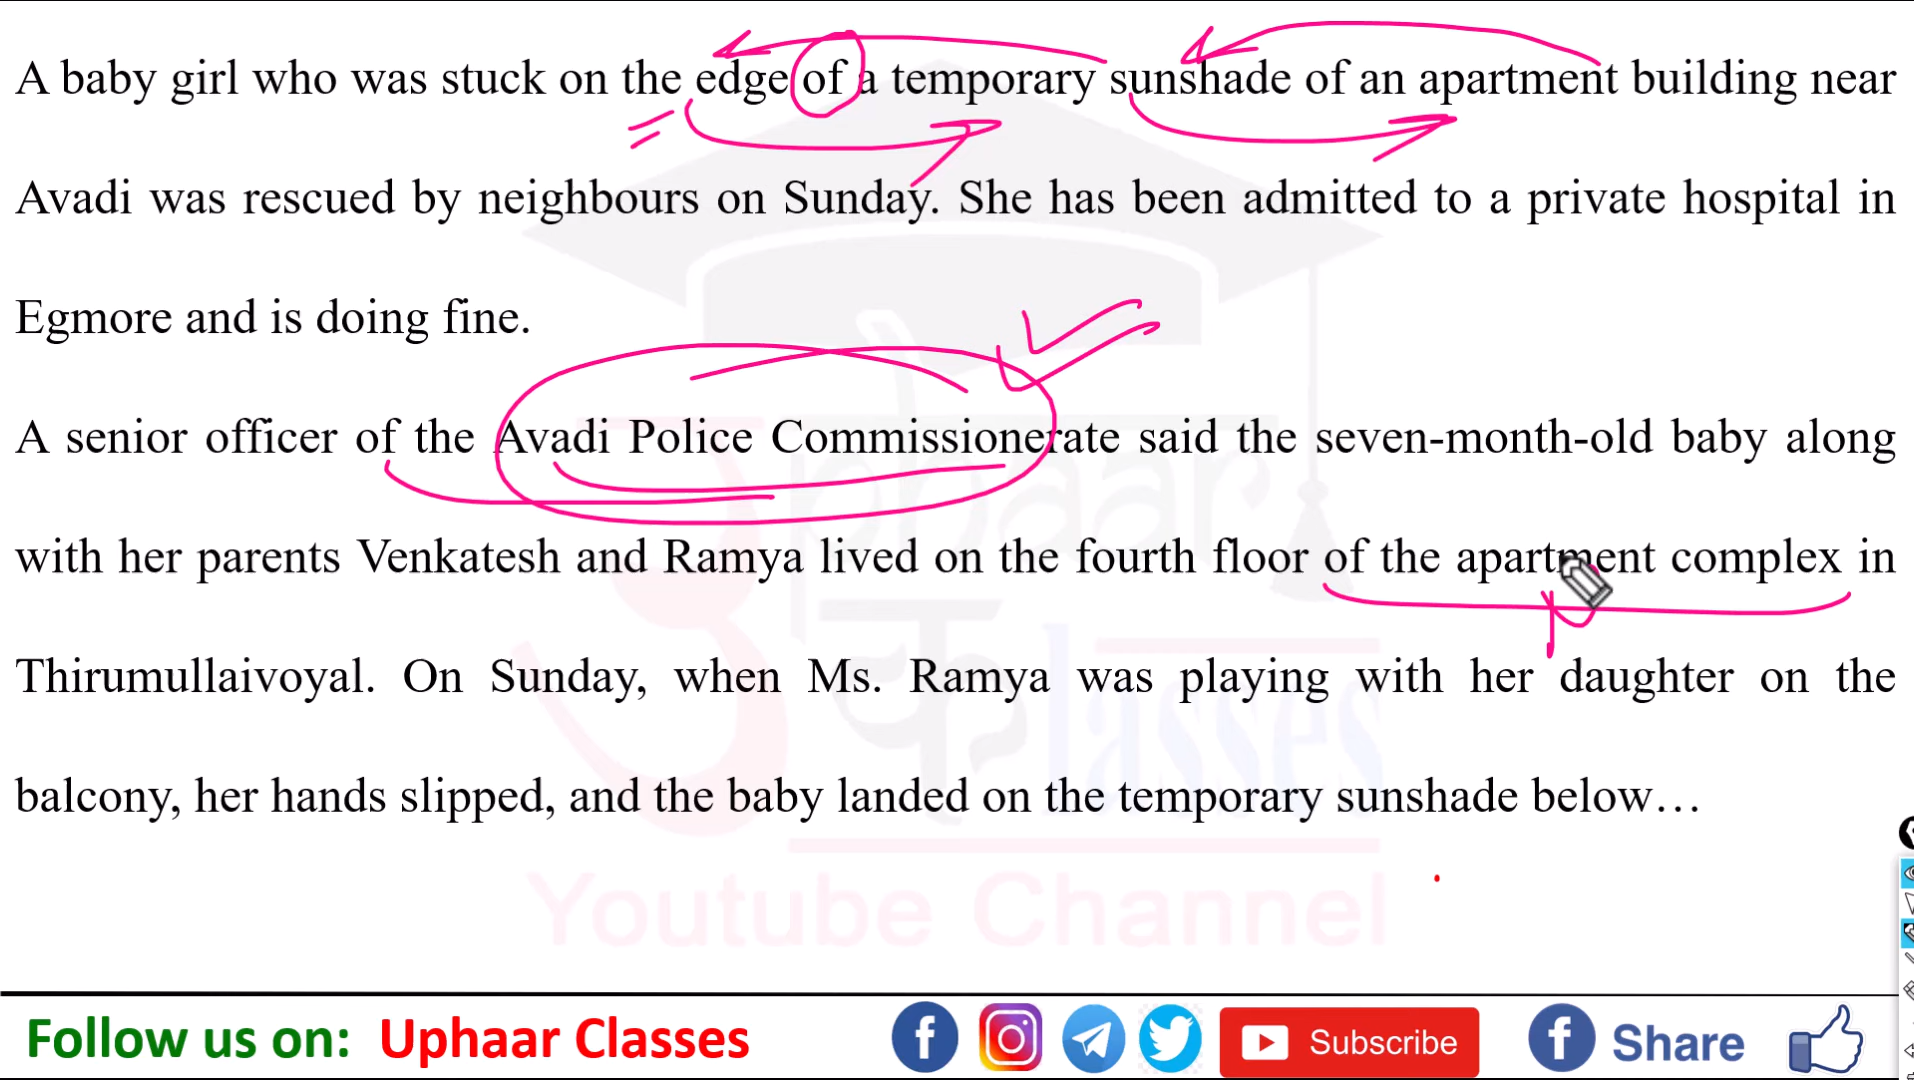 A baby girl who was stuck on the edge of a temporary sunshade of an apartment building near
Avadi was rescued by neighbours on Sunday. She has been admitted to a private hospital in
Egmore and is doing fine.
A senior officer of the Avadi Police Commissionerate said the seven-month-old baby along
with her parents Venkatesh and Ramya lived on the fourth floor of the apartment complex in
Thirumullaivoyal. On Sunday, when Ms. Ramya was playing with her daughter on the
balcony, her hands slipped, and the baby landed on the temporary sunshade below…
उपहार
क lasses
Youtube Channel
Follow us on: Uphaar Classes
Subscribe
Share